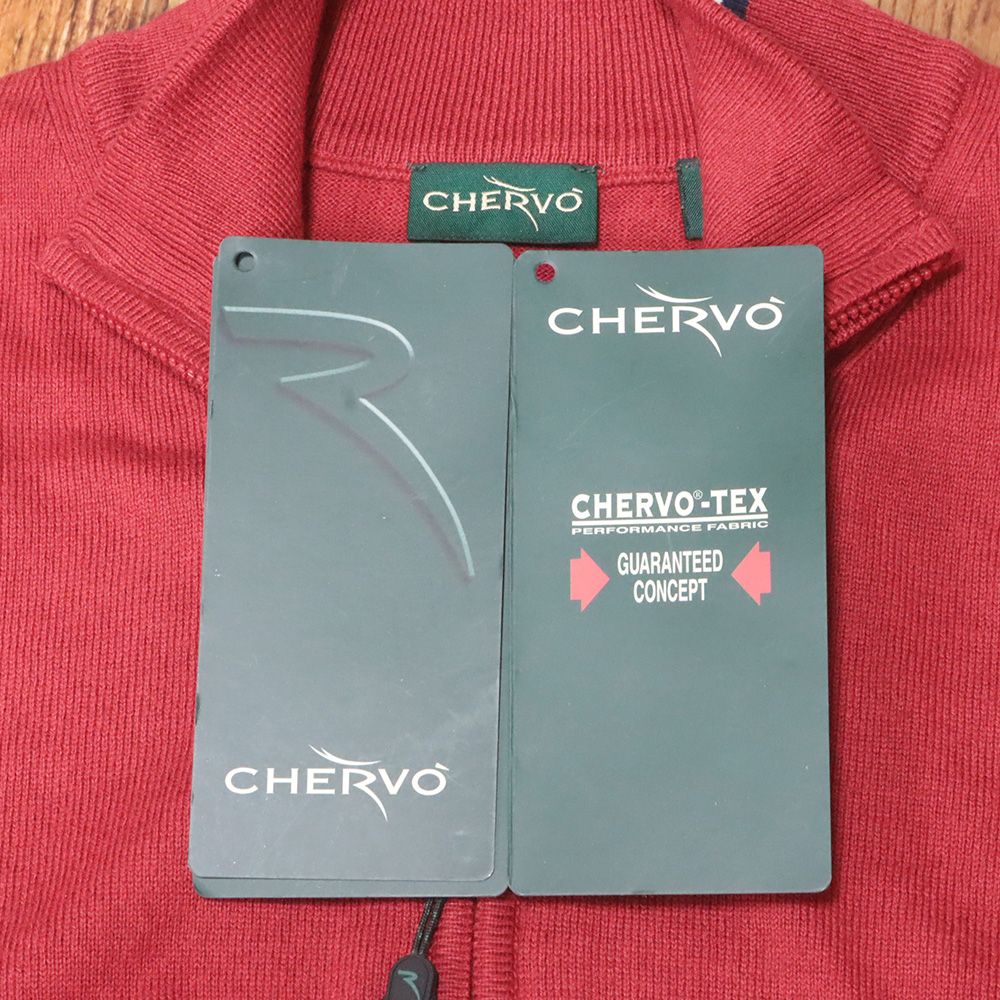 CHERVÒ
CHERVÒ
CHERVO®-TEX
PERFORMANCE FABRIC
GUARANTEED
CONCEPT
CHERVÒ